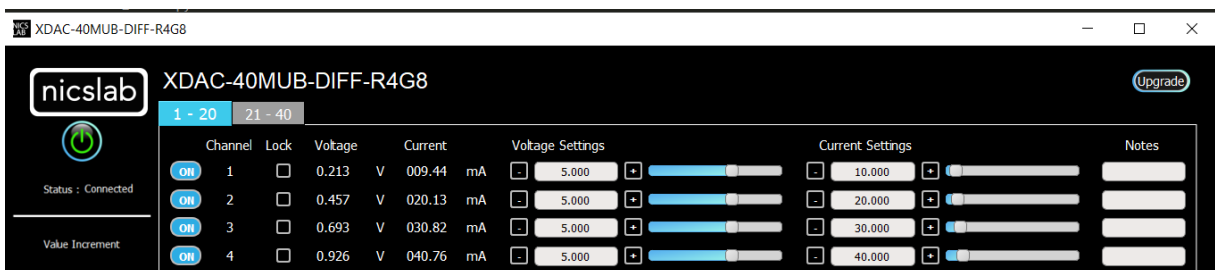 NICS LAB XDAC-40MUB-DIFF-R4G8
nicslab XDAC-40MUB-DIFF-R4G8 Upgrade
1 - 20 21 - 40
Channel Lock Voltage Current Voltage Settings Current Settings Notes
ON 1 0.213 V 009.44 mA - 5.000 + - 10.000 +
Status : Connected
ON 2 0.457 V 020.13 mA - 5.000 + - 20.000 +
ON 3 0.693 V 030.82 mA - 5.000 + - 30.000 +
Value Increment
ON 4 0.926 V 040.76 mA - 5.000 + - 40.000 +